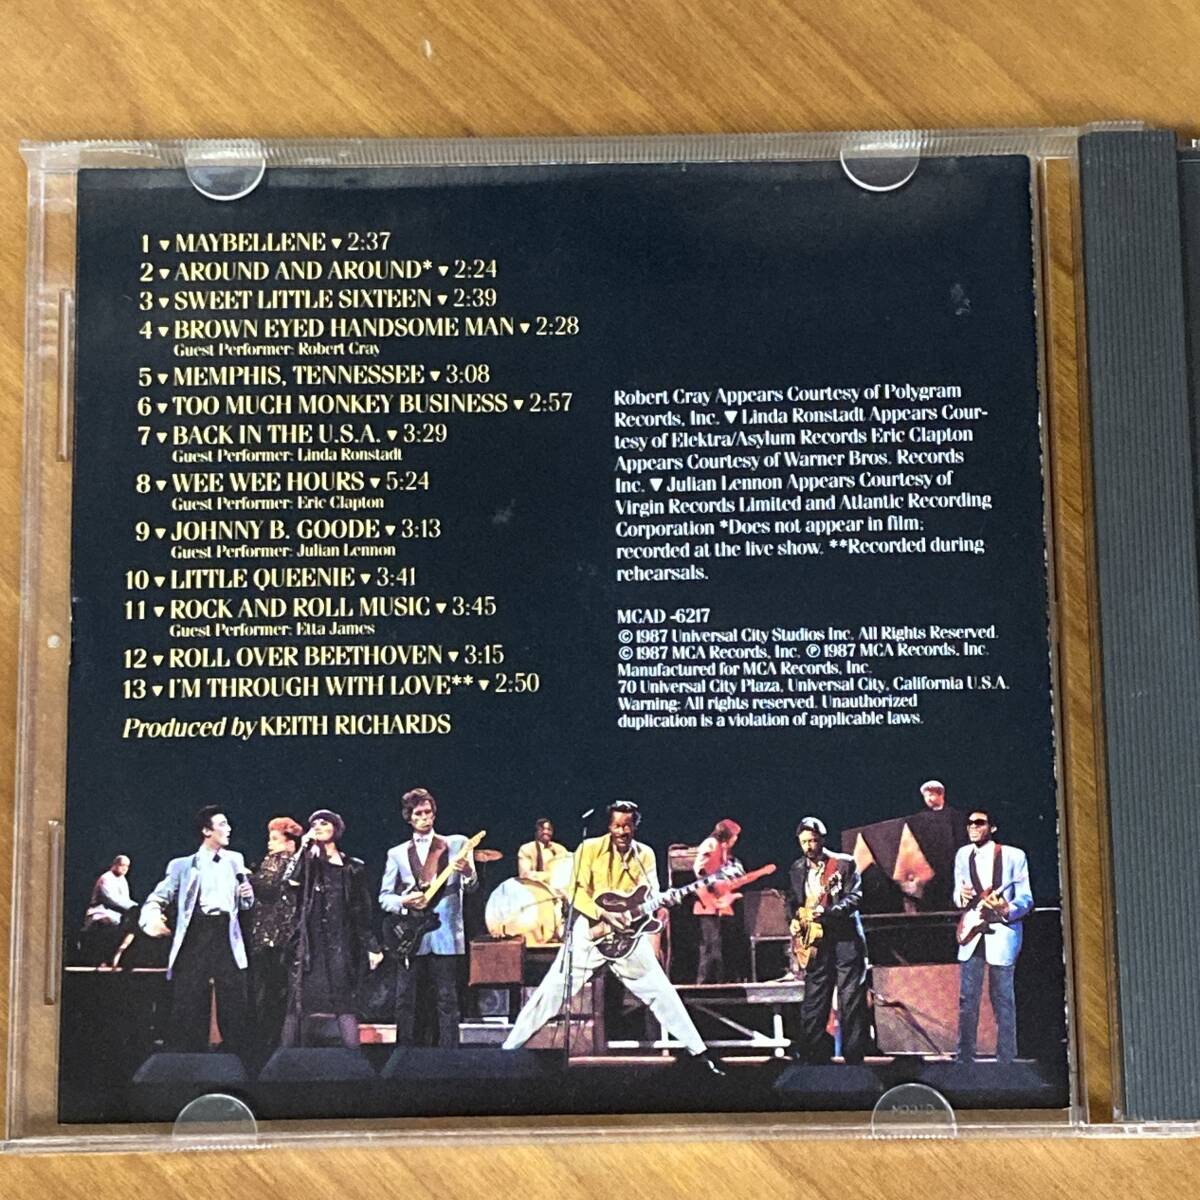 1 ▼ MAYBELLENE ▼ 2:37
2 ▼ AROUND AND AROUND* ▼ 2:24
3 ▼ SWEET LITTLE SIXTEEN ▼ 2:39
4 ▼ BROWN EYED HANDSOME MAN ▼ 2:28
Guest Performer: Robert Cray
5 ▼ MEMPHIS, TENNESSEE ▼ 3:08
6 ▼ TOO MUCH MONKEY BUSINESS ▼ 2:57
7 ▼ BACK IN THE U.S.A. ▼ 3:29
Guest Performer: Linda Ronstadt
8 ▼ WEE WEE HOURS ▼ 5:24
Guest Performer: Eric Clapton
9 ▼ JOHNNY B. GOODE ▼ 3:13
Guest Performer: Julian Lennon
10 ▼ LITTLE QUEENIE ▼ 3:41
11 ▼ ROCK AND ROLL MUSIC ▼ 3:45
Guest Performer: Etta James
12 ▼ ROLL OVER BEETHOVEN ▼ 3:15
13 ▼ I'M THROUGH WITH LOVE** ▼ 2:50
Produced by KEITH RICHARDS
Robert Cray Appears Courtesy of Polygram
Records, Inc. ▼ Linda Ronstadt Appears Cour-
tesy of Elektra/Asylum Records Eric Clapton
Appears Courtesy of Warner Bros. Records
Inc. ▼ Julian Lennon Appears Courtesy of
Virgin Records Limited and Atlantic Recording
Corporation *Does not appear in film;
recorded at the live show. **Recorded during
rehearsals.
MCAD-6217
© 1987 Universal City Studios Inc. All Rights Reserved.
© 1987 MCA Records, Inc. ℗ 1987 MCA Records, Inc.
Manufactured for MCA Records, Inc.
70 Universal City Plaza, Universal City, California U.S.A.
Warning: All rights reserved. Unauthorized
duplication is a violation of applicable laws.